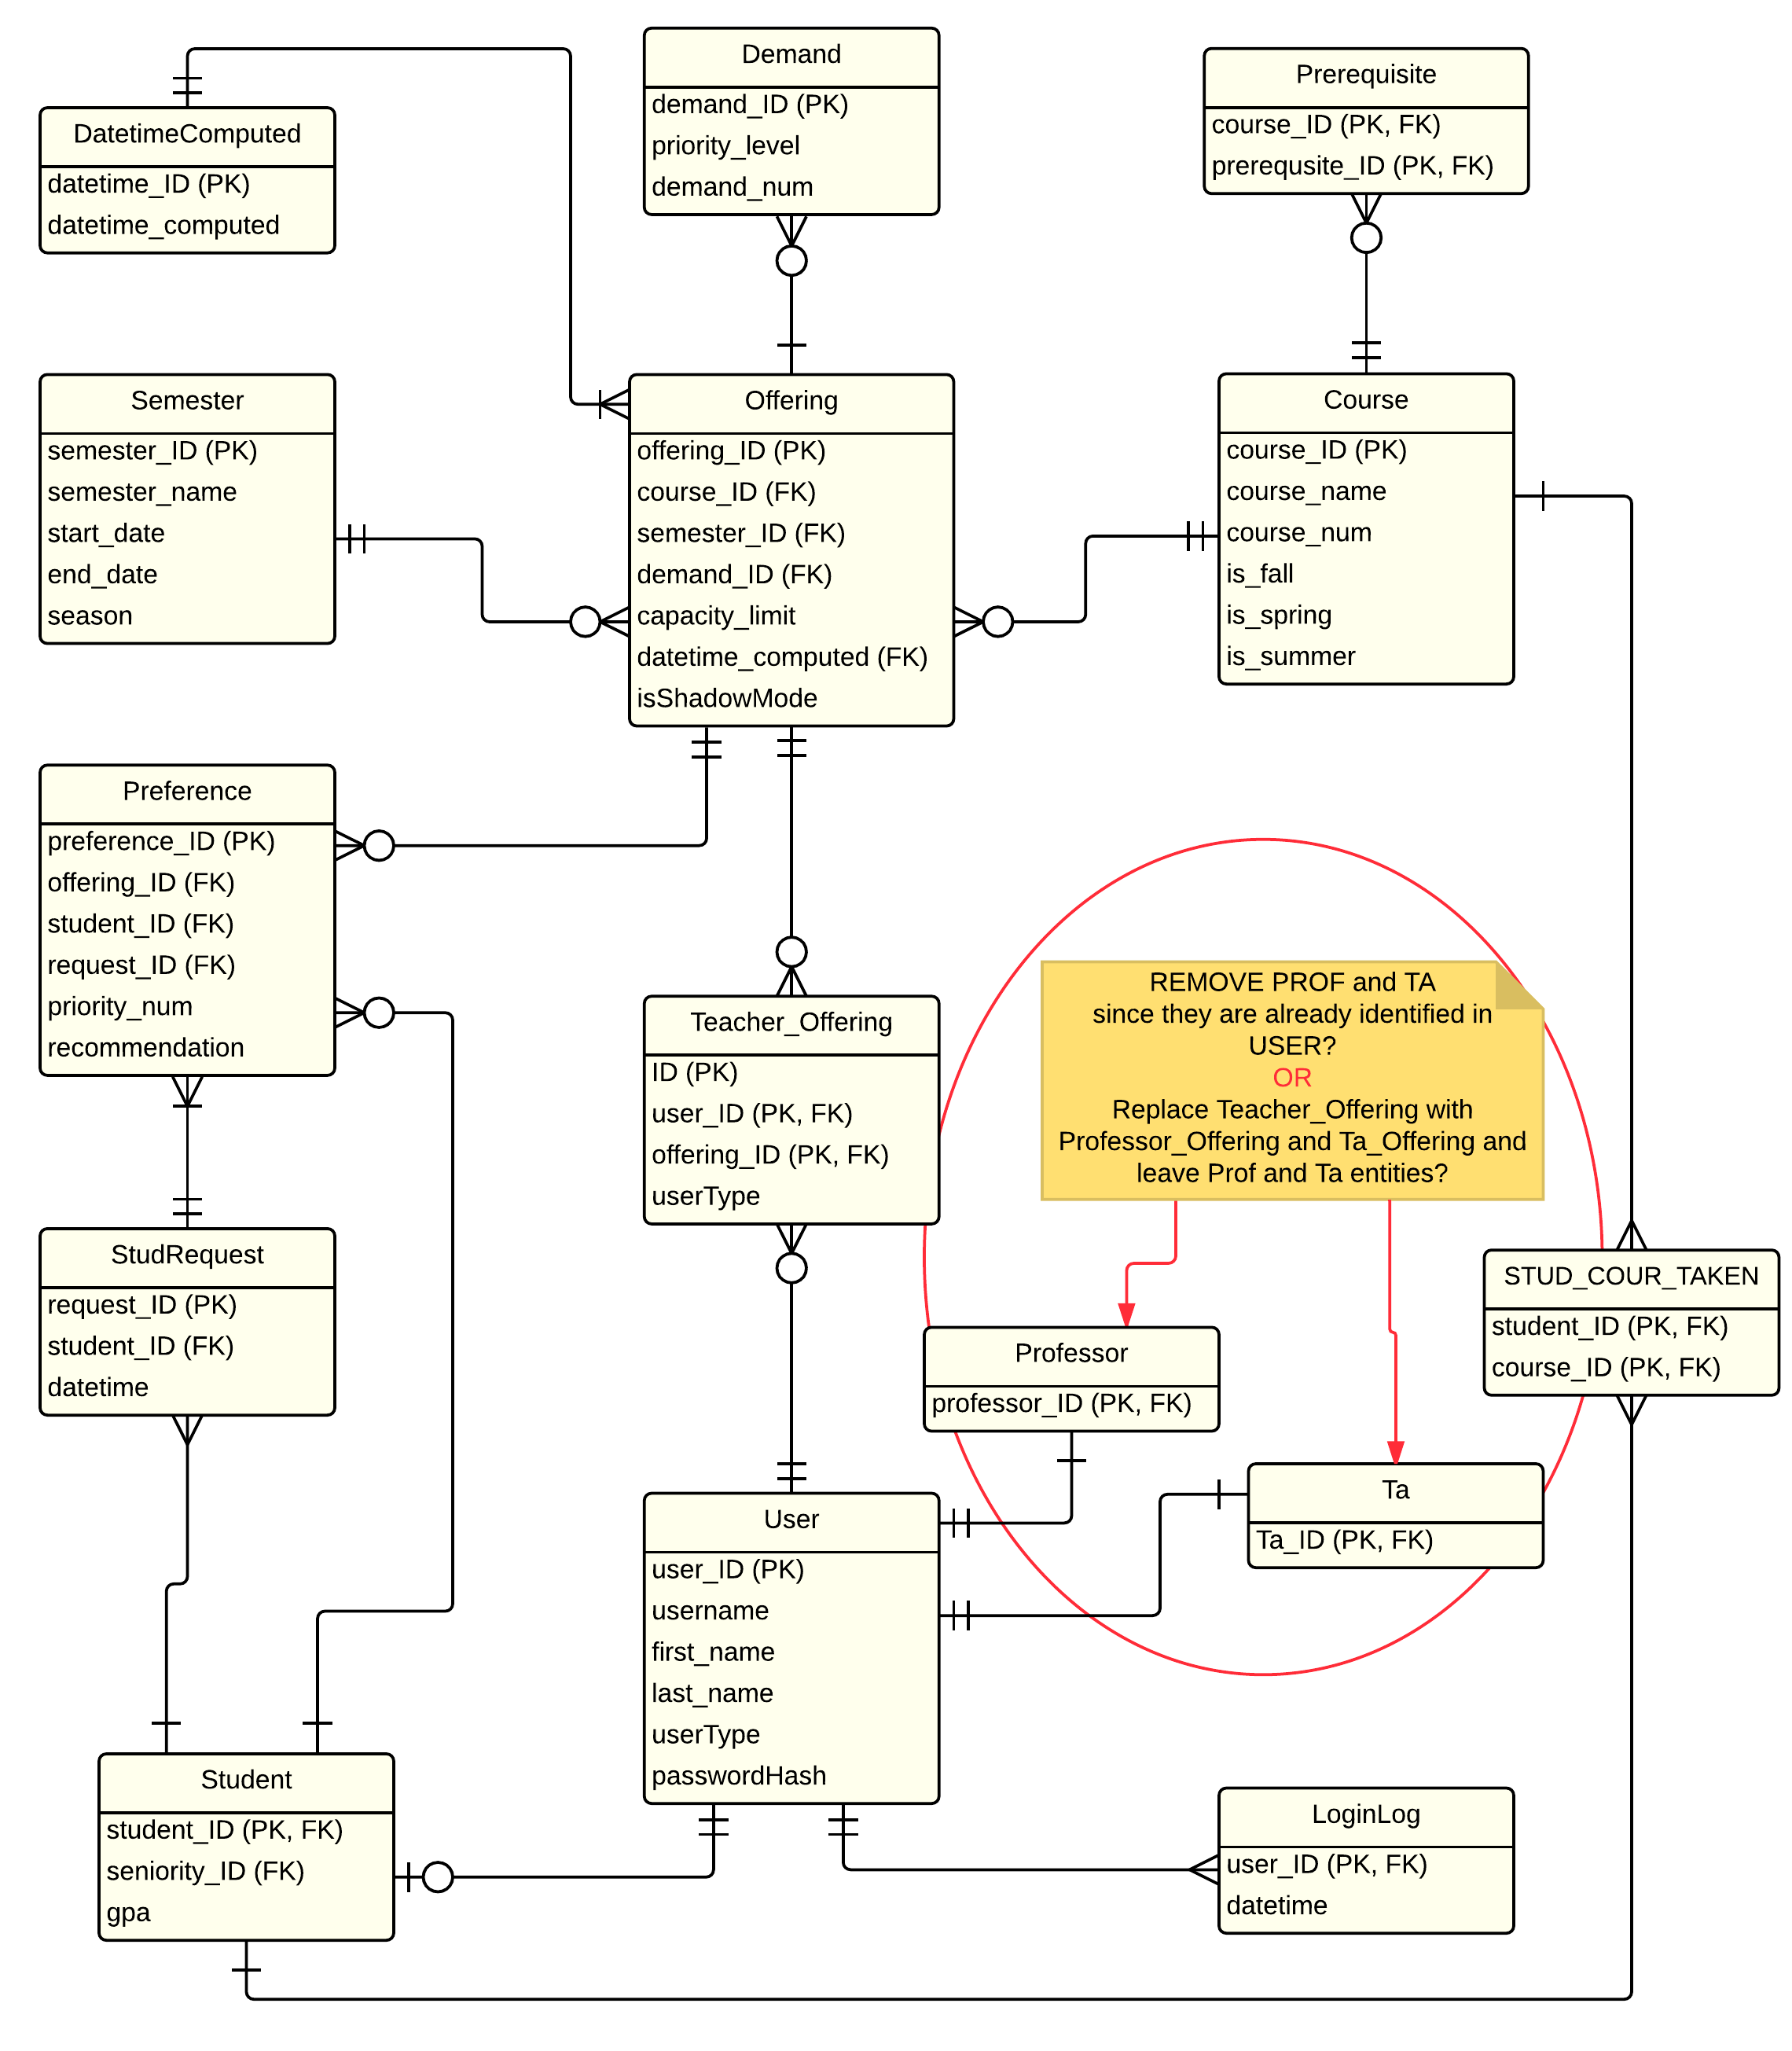 Demand
demand_ID (PK)
priority_level
demand_num
Prerequisite
course_ID (PK, FK)
prerequsite_ID (PK, FK)
DatetimeComputed
datetime_ID (PK)
datetime_computed
Semester
semester_ID (PK)
semester_name
start_date
end_date
season
Offering
offering_ID (PK)
course_ID (FK)
semester_ID (FK)
demand_ID (FK)
capacity_limit
datetime_computed (FK)
isShadowMode
Course
course_ID (PK)
course_name
course_num
is_fall
is_spring
is_summer
Preference
preference_ID (PK)
offering_ID (FK)
student_ID (FK)
request_ID (FK)
priority_num
recommendation
Teacher_Offering
ID (PK)
user_ID (PK, FK)
offering_ID (PK, FK)
userType
REMOVE PROF and TA
since they are already identified in
USER?
OR
Replace Teacher_Offering with
Professor_Offering and Ta_Offering and
leave Prof and Ta entities?
StudRequest
request_ID (PK)
student_ID (FK)
datetime
Professor
professor_ID (PK, FK)
STUD_COUR_TAKEN
student_ID (PK, FK)
course_ID (PK, FK)
Ta
Ta_ID (PK, FK)
User
user_ID (PK)
username
first_name
last_name
userType
passwordHash
Student
student_ID (PK, FK)
seniority_ID (FK)
gpa
LoginLog
user_ID (PK, FK)
datetime